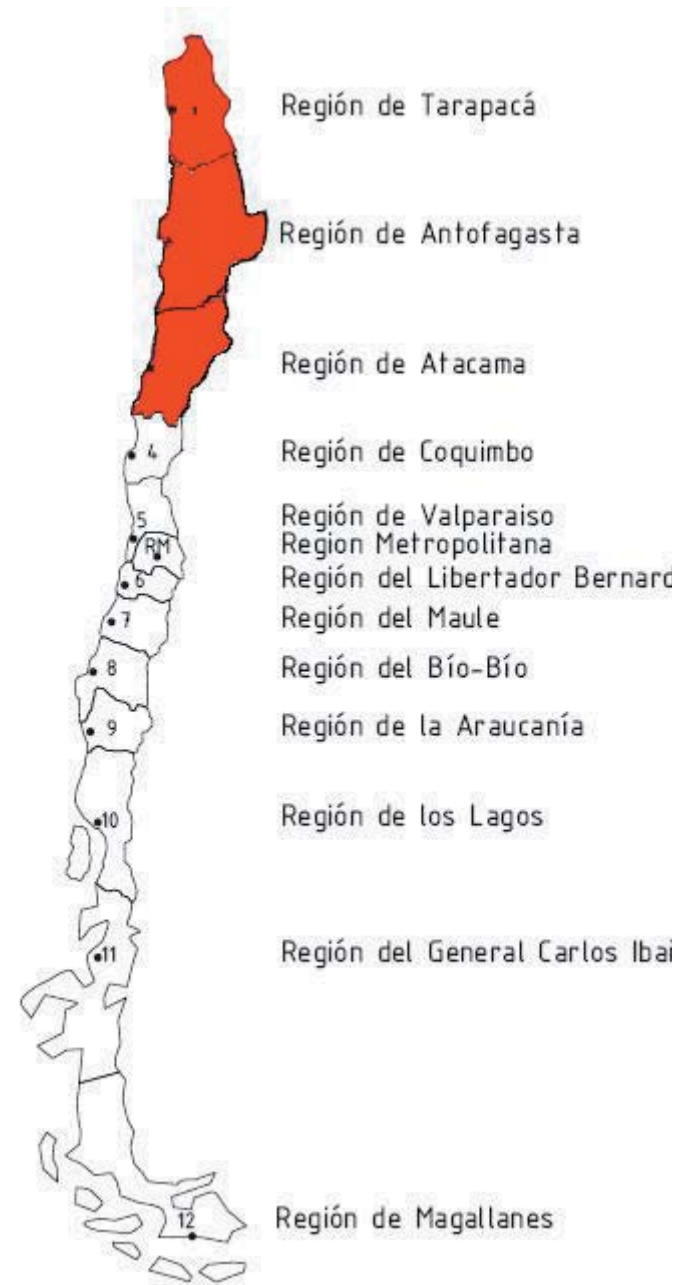 1 Región de Tarapacá
Región de Antofagasta
Región de Atacama
4 Región de Coquimbo
5 Región de Valparaiso
RM Region Metropolitana
6 Región del Libertador Bernard
7 Región del Maule
8 Región del Bío-Bío
9 Región de la Araucanía
10 Región de los Lagos
11 Región del General Carlos Ibai
12 Región de Magallanes